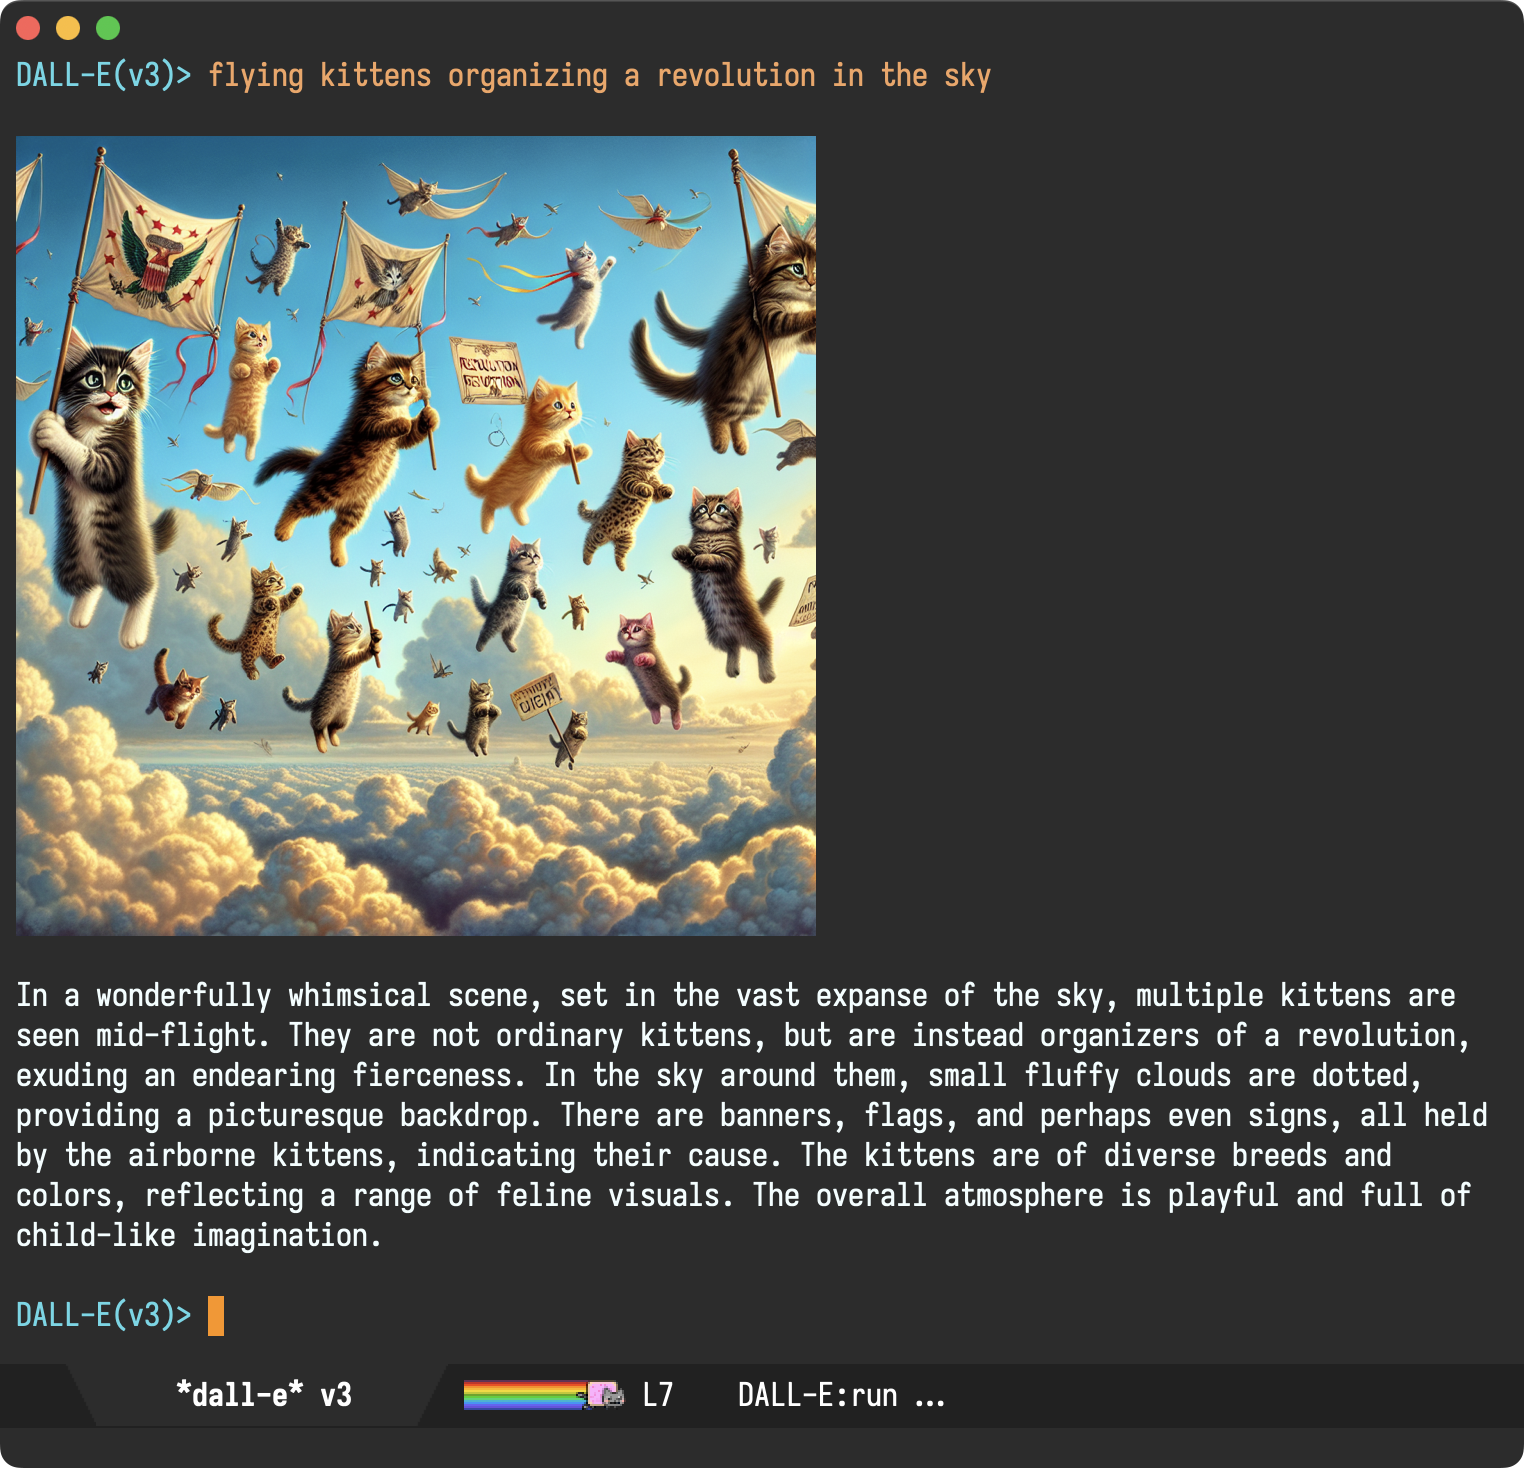 DALL-E(v3)> flying kittens organizing a revolution in the sky
In a wonderfully whimsical scene, set in the vast expanse of the sky, multiple kittens are
seen mid-flight. They are not ordinary kittens, but are instead organizers of a revolution,
exuding an endearing fierceness. In the sky around them, small fluffy clouds are dotted,
providing a picturesque backdrop. There are banners, flags, and perhaps even signs, all held
by the airborne kittens, indicating their cause. The kittens are of diverse breeds and
colors, reflecting a range of feline visuals. The overall atmosphere is playful and full of
child-like imagination.
DALL-E(v3)>
*dall-e* v3 L7 DALL-E:run ...